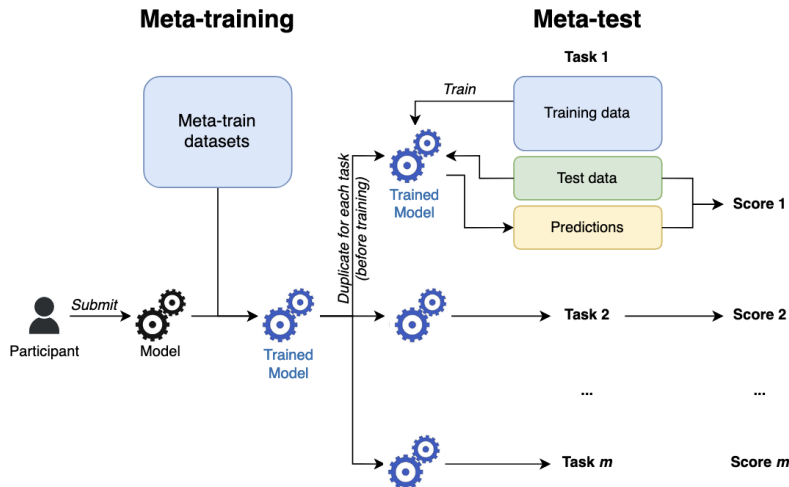 Meta-training
Meta-test
Task 1
Meta-train
datasets
Train
Training data
Trained
Model
Test data
Predictions
Score 1
Duplicate for each task
(before training)
Submit
Participant
Model
Trained
Model
Task 2
Score 2
...
...
Task m
Score m